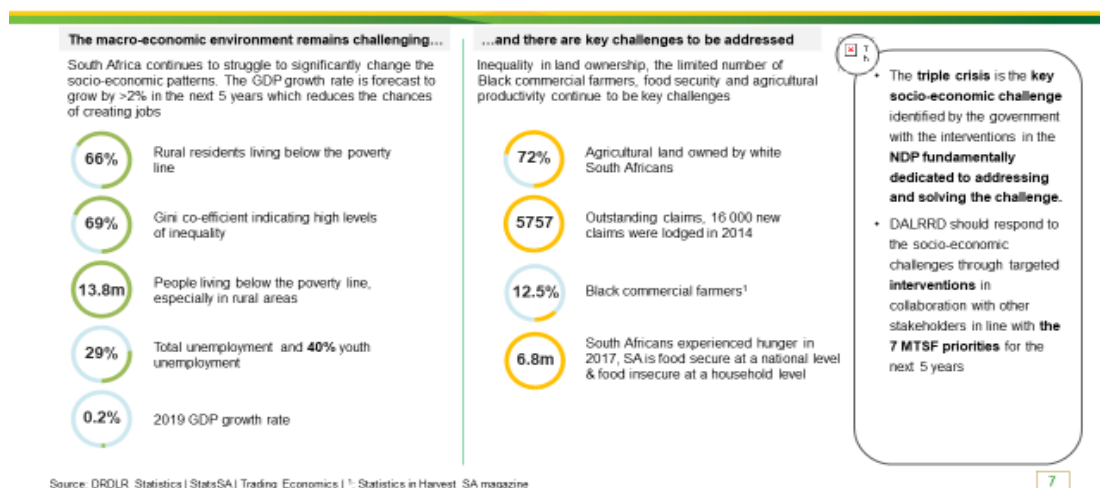 The macro-economic environment remains challenging…
South Africa continues to struggle to significantly change the
socio-economic patterns. The GDP growth rate is forecast to
grow by >2% in the next 5 years which reduces the chances
of creating jobs
66%
Rural residents living below the poverty
line
69%
Gini co-efficient indicating high levels
of inequality
13.8m
People living below the poverty line,
especially in rural areas
29%
Total unemployment and 40% youth
unemployment
0.2%
2019 GDP growth rate
…and there are key challenges to be addressed
Inequality in land ownership, the limited number of
Black commercial farmers, food security and agricultural
productivity continue to be key challenges
72%
Agricultural land owned by white
South Africans
5757
Outstanding claims, 16 000 new
claims were lodged in 2014
12.5%
Black commercial farmers¹
6.8m
South Africans experienced hunger in
2017, SA is food secure at a national level
& food insecure at a household level
• The triple crisis is the key
socio-economic challenge
identified by the government
with the interventions in the
NDP fundamentally
dedicated to addressing
and solving the challenge.
• DALRRD should respond to
the socio-economic
challenges through targeted
interventions in
collaboration with other
stakeholders in line with the
7 MTSF priorities for the
next 5 years
Source: DRDLR Statistics | StatsSA | Trading Economics | ¹: Statistics in Harvest SA magazine
7